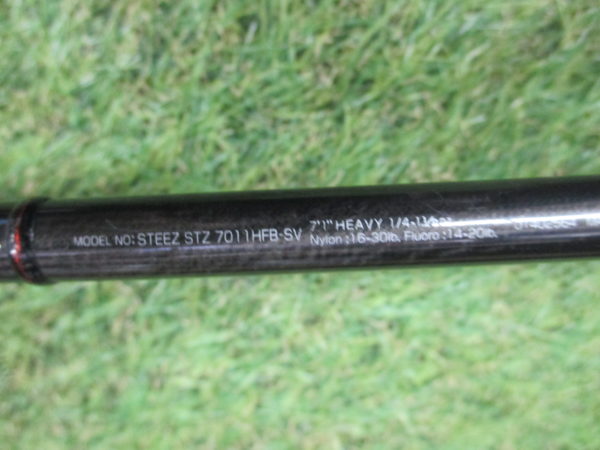 MODEL NO:STEEZ STZ 7011HFB-SV
7'1" HEAVY
Nylon :16-30lb. Fluoro :14-20lb.